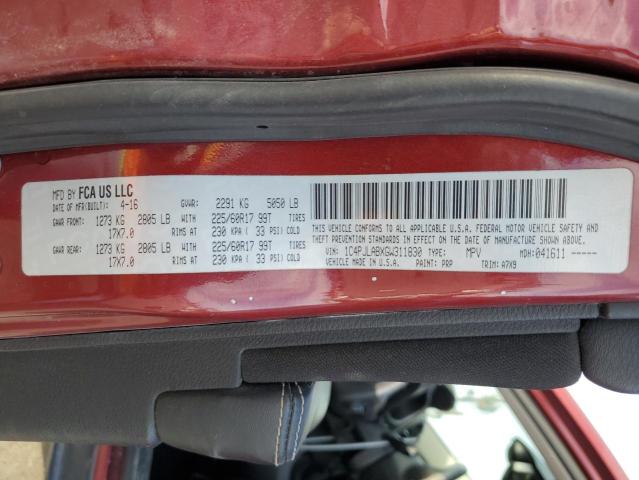 MFD BY FCA US LLC
DATE OF MFR(BUILT): 4-16 GVWR: 2291 KG 5050 LB
GAWR FRONT: 1273 KG 2805 LB WITH 225/60R17 99T TIRES
17X7.0 RIMS AT 230 KPA ( 33 PSI) COLD
GAWR REAR: 1273 KG 2805 LB WITH 225/60R17 99T TIRES
17X7.0 RIMS AT 230 KPA ( 33 PSI) COLD
THIS VEHICLE CONFORMS TO ALL APPLICABLE U.S.A. FEDERAL MOTOR VEHICLE SAFETY AND
THEFT PREVENTION STANDARDS IN EFFECT ON THE DATE OF MANUFACTURE SHOWN ABOVE.
VIN: 1C4PJLABXGW311830 TYPE: MPV MDH:041611 -----
VEHICLE MADE IN U.S.A. PAINT: PRP TRIM: A7X9